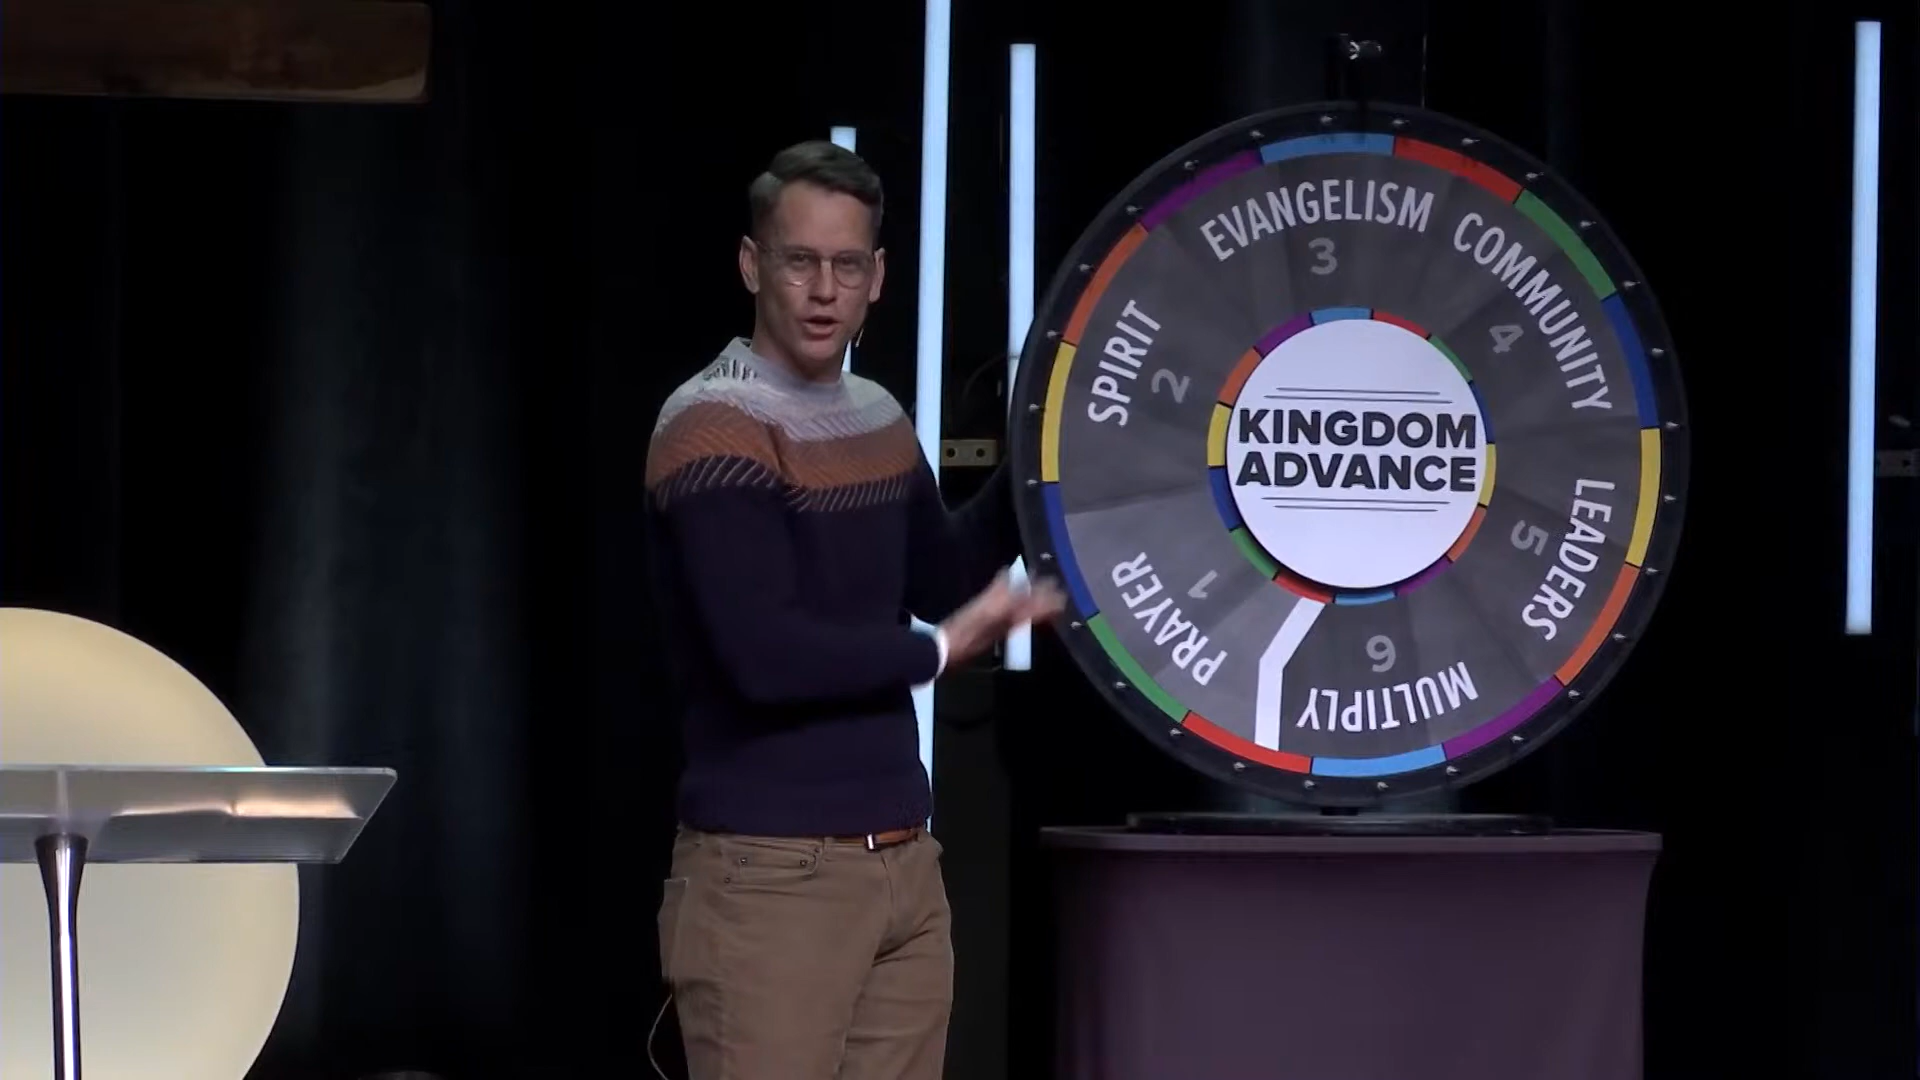 EVANGELISM
3
COMMUNITY
4
SPIRIT
2
KINGDOM
ADVANCE
LEADERS
5
PRAYER
1
6
MULTIPLY